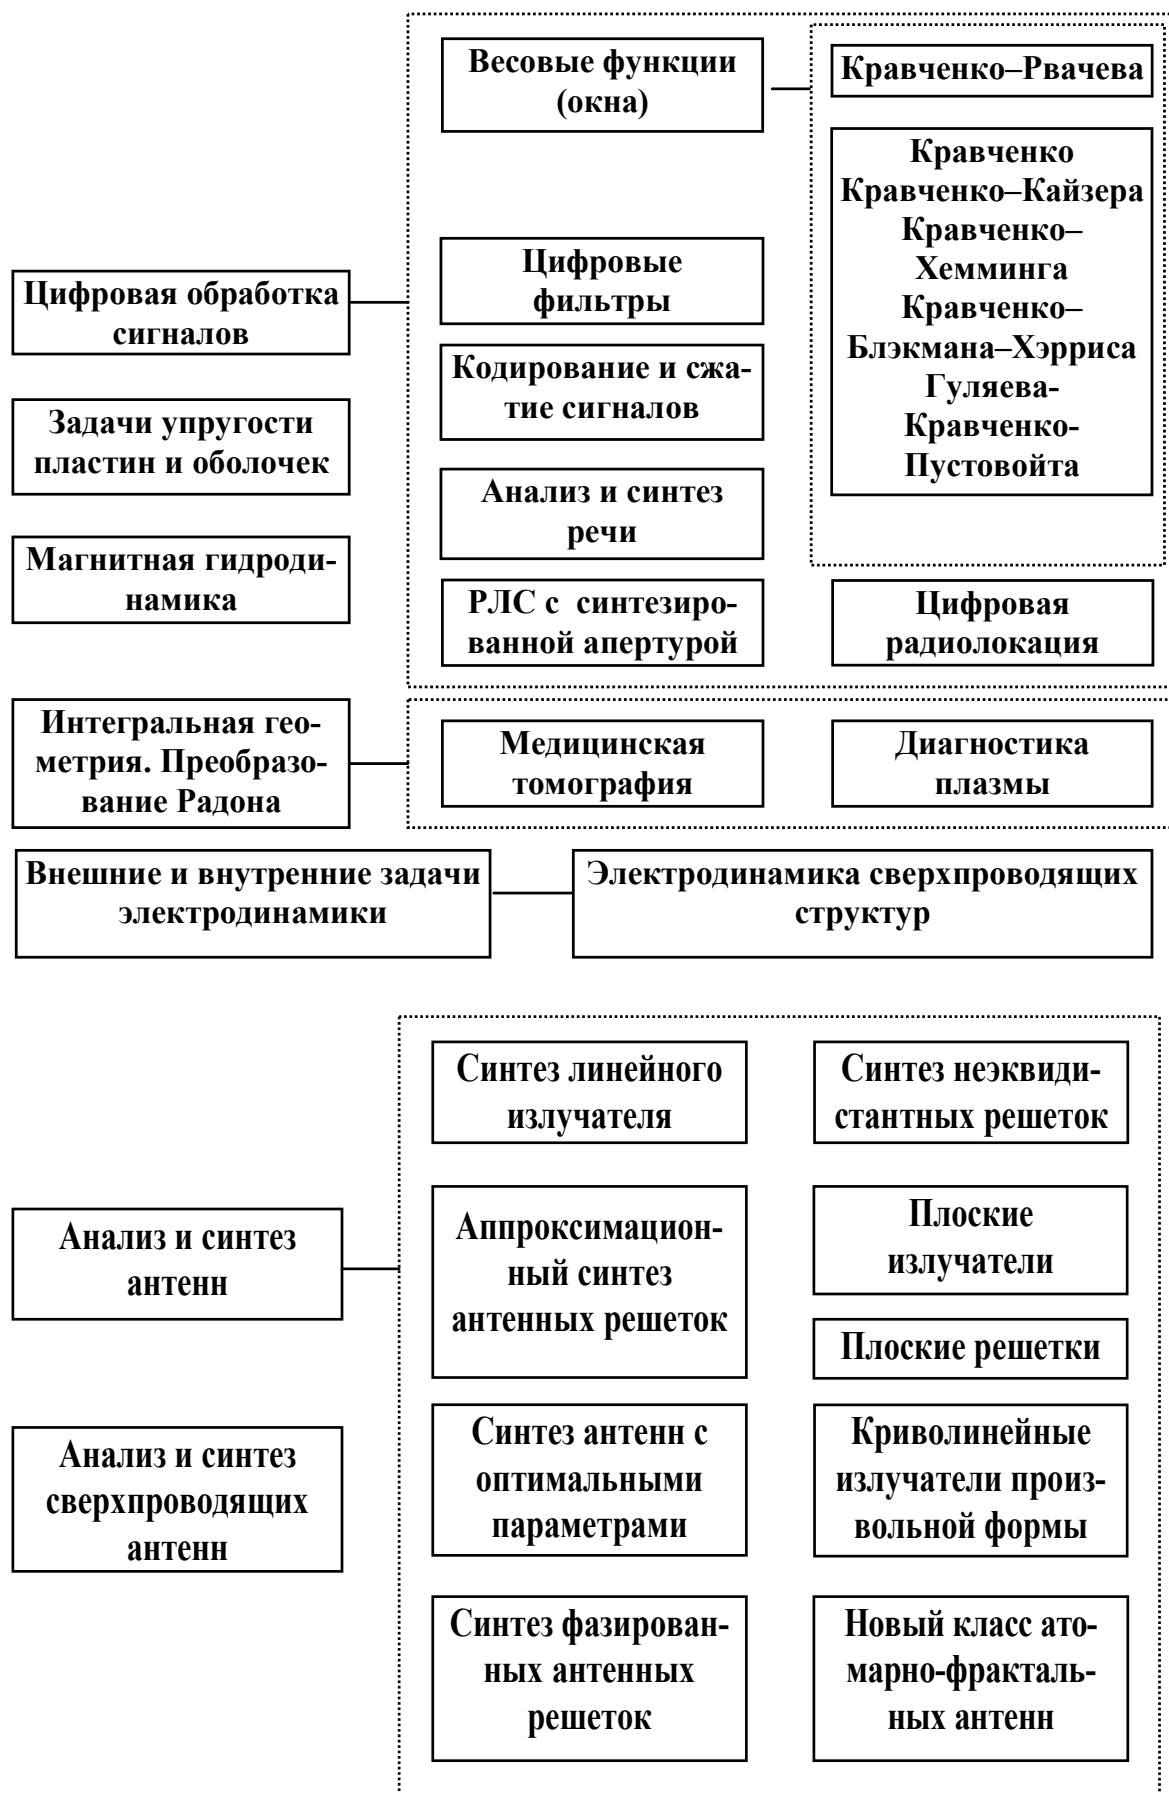 Весовые функции
(окна)
Кравченко–Рвачева
Кравченко
Кравченко–Кайзера
Кравченко–
Хемминга
Кравченко–
Блэкмана–Хэрриса
Гуляева-
Кравченко-
Пустовойта
Цифровая обработка
сигналов
Цифровые
фильтры
Кодирование и сжа-
тие сигналов
Задачи упругости
пластин и оболочек
Анализ и синтез
речи
Магнитная гидроди-
намика
РЛС с синтезиро-
ванной апертурой
Цифровая
радиолокация
Интегральная гео-
метрия. Преобразо-
вание Радона
Медицинская
томография
Диагностика
плазмы
Внешние и внутренние задачи
электродинамики
Электродинамика сверхпроводящих
структур
Синтез линейного
излучателя
Синтез неэквиди-
стантных решеток
Анализ и синтез
антенн
Аппроксимацион-
ный синтез
антенных решеток
Плоские
излучатели
Плоские решетки
Анализ и синтез
сверхпроводящих
антенн
Синтез антенн с
оптимальными
параметрами
Криволинейные
излучатели произ-
вольной формы
Синтез фазирован-
ных антенных
решеток
Новый класс ато-
марно-фракталь-
ных антенн